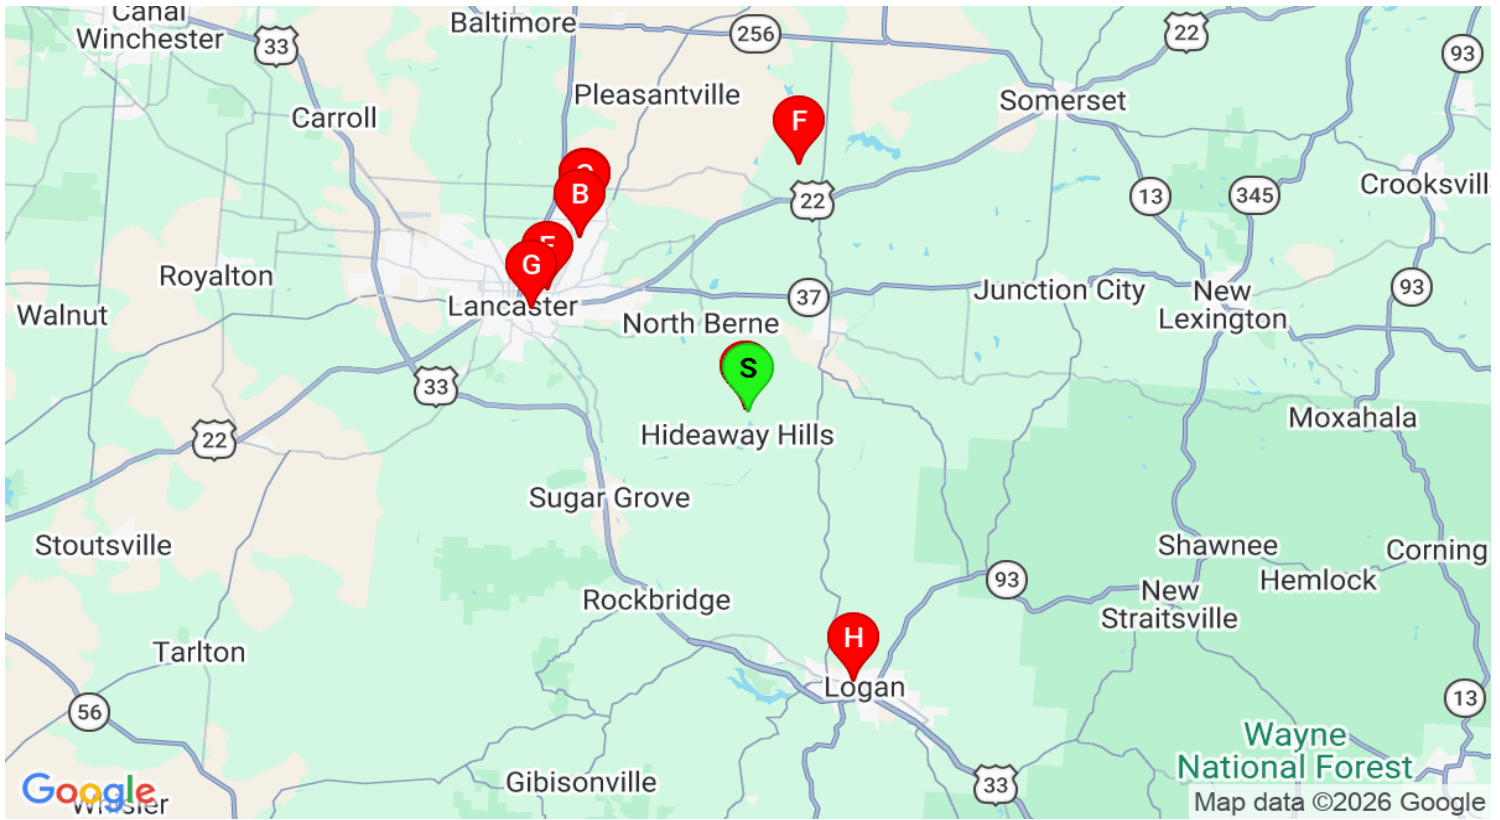 Canal
Winchester
Baltimore
33
256
22
93
Pleasantville
Somerset
Carroll
F
B
22
13
345
Crooksvill
Royalton
G
Lancaster
37
Junction City
New
Lexington
93
Walnut
North Berne
S
33
Hideaway Hills
Moxahala
22
Sugar Grove
Stoutsville
Shawnee
Corning
93
Hemlock
New
Straitsville
Rockbridge
H
Tarlton
Logan
56
13
Wayne
National Forest
Gibisonville
33
Google
Map data ©2026 Google